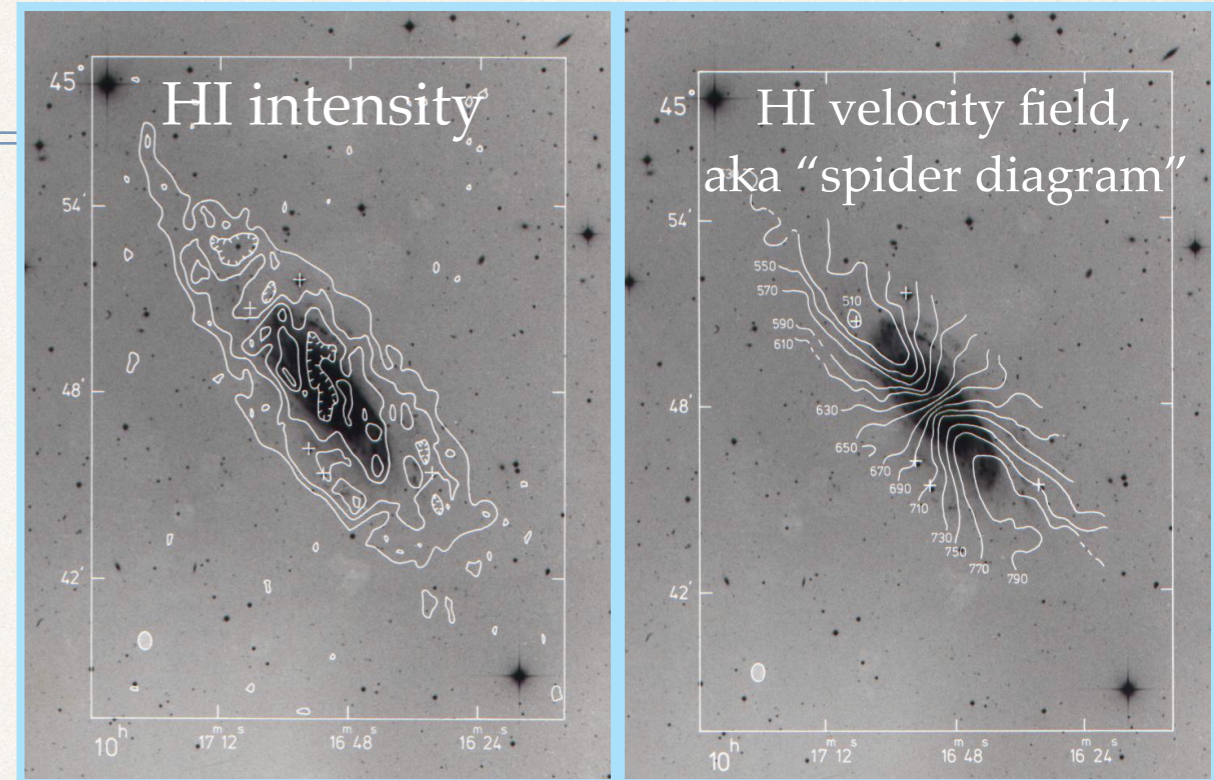 HI intensity
45°
54′
48′
42′
10h
17m 12s
16m 48s
16m 24s
HI velocity field,
aka “spider diagram”
45°
54′
48′
42′
550
570
510
590
610
630
650
670
690
710
730
750
770
790
10h
17m 12s
16m 48s
16m 24s